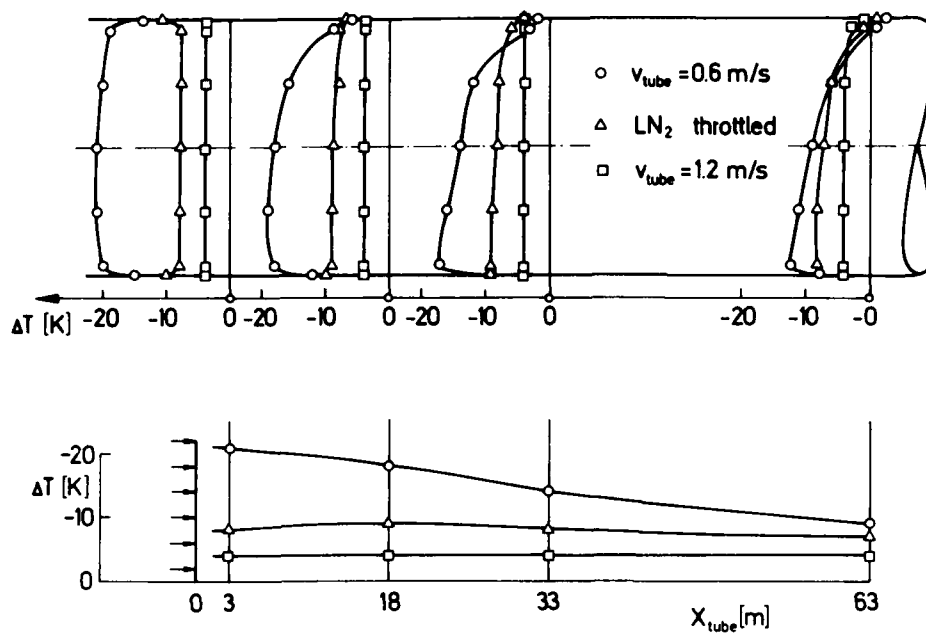 v_tube = 0.6 m/s
LN₂ throttled
v_tube = 1.2 m/s
-20 -10 0 -20 -10 0 -20 -10 0 -20 -10 -0
ΔT [K]
-20
ΔT [K]
-10
0
0 3 18 33 63
X_tube [m]